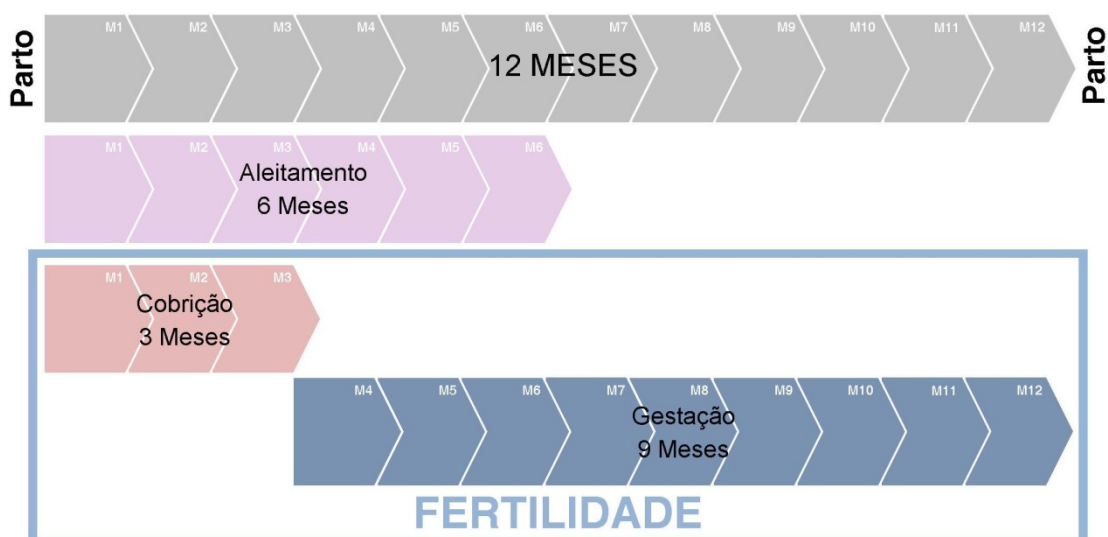 M1 M2 M3 M4 M5 M6 M7 M8 M9 M10 M11 M12
Parto
12 MESES
Parto
M1 M2 M3 M4 M5 M6
Aleitamento
6 Meses
M1 M2 M3
Cobrição
3 Meses
M4 M5 M6 M7 M8 M9 M10 M11 M12
Gestação
9 Meses
FERTILIDADE